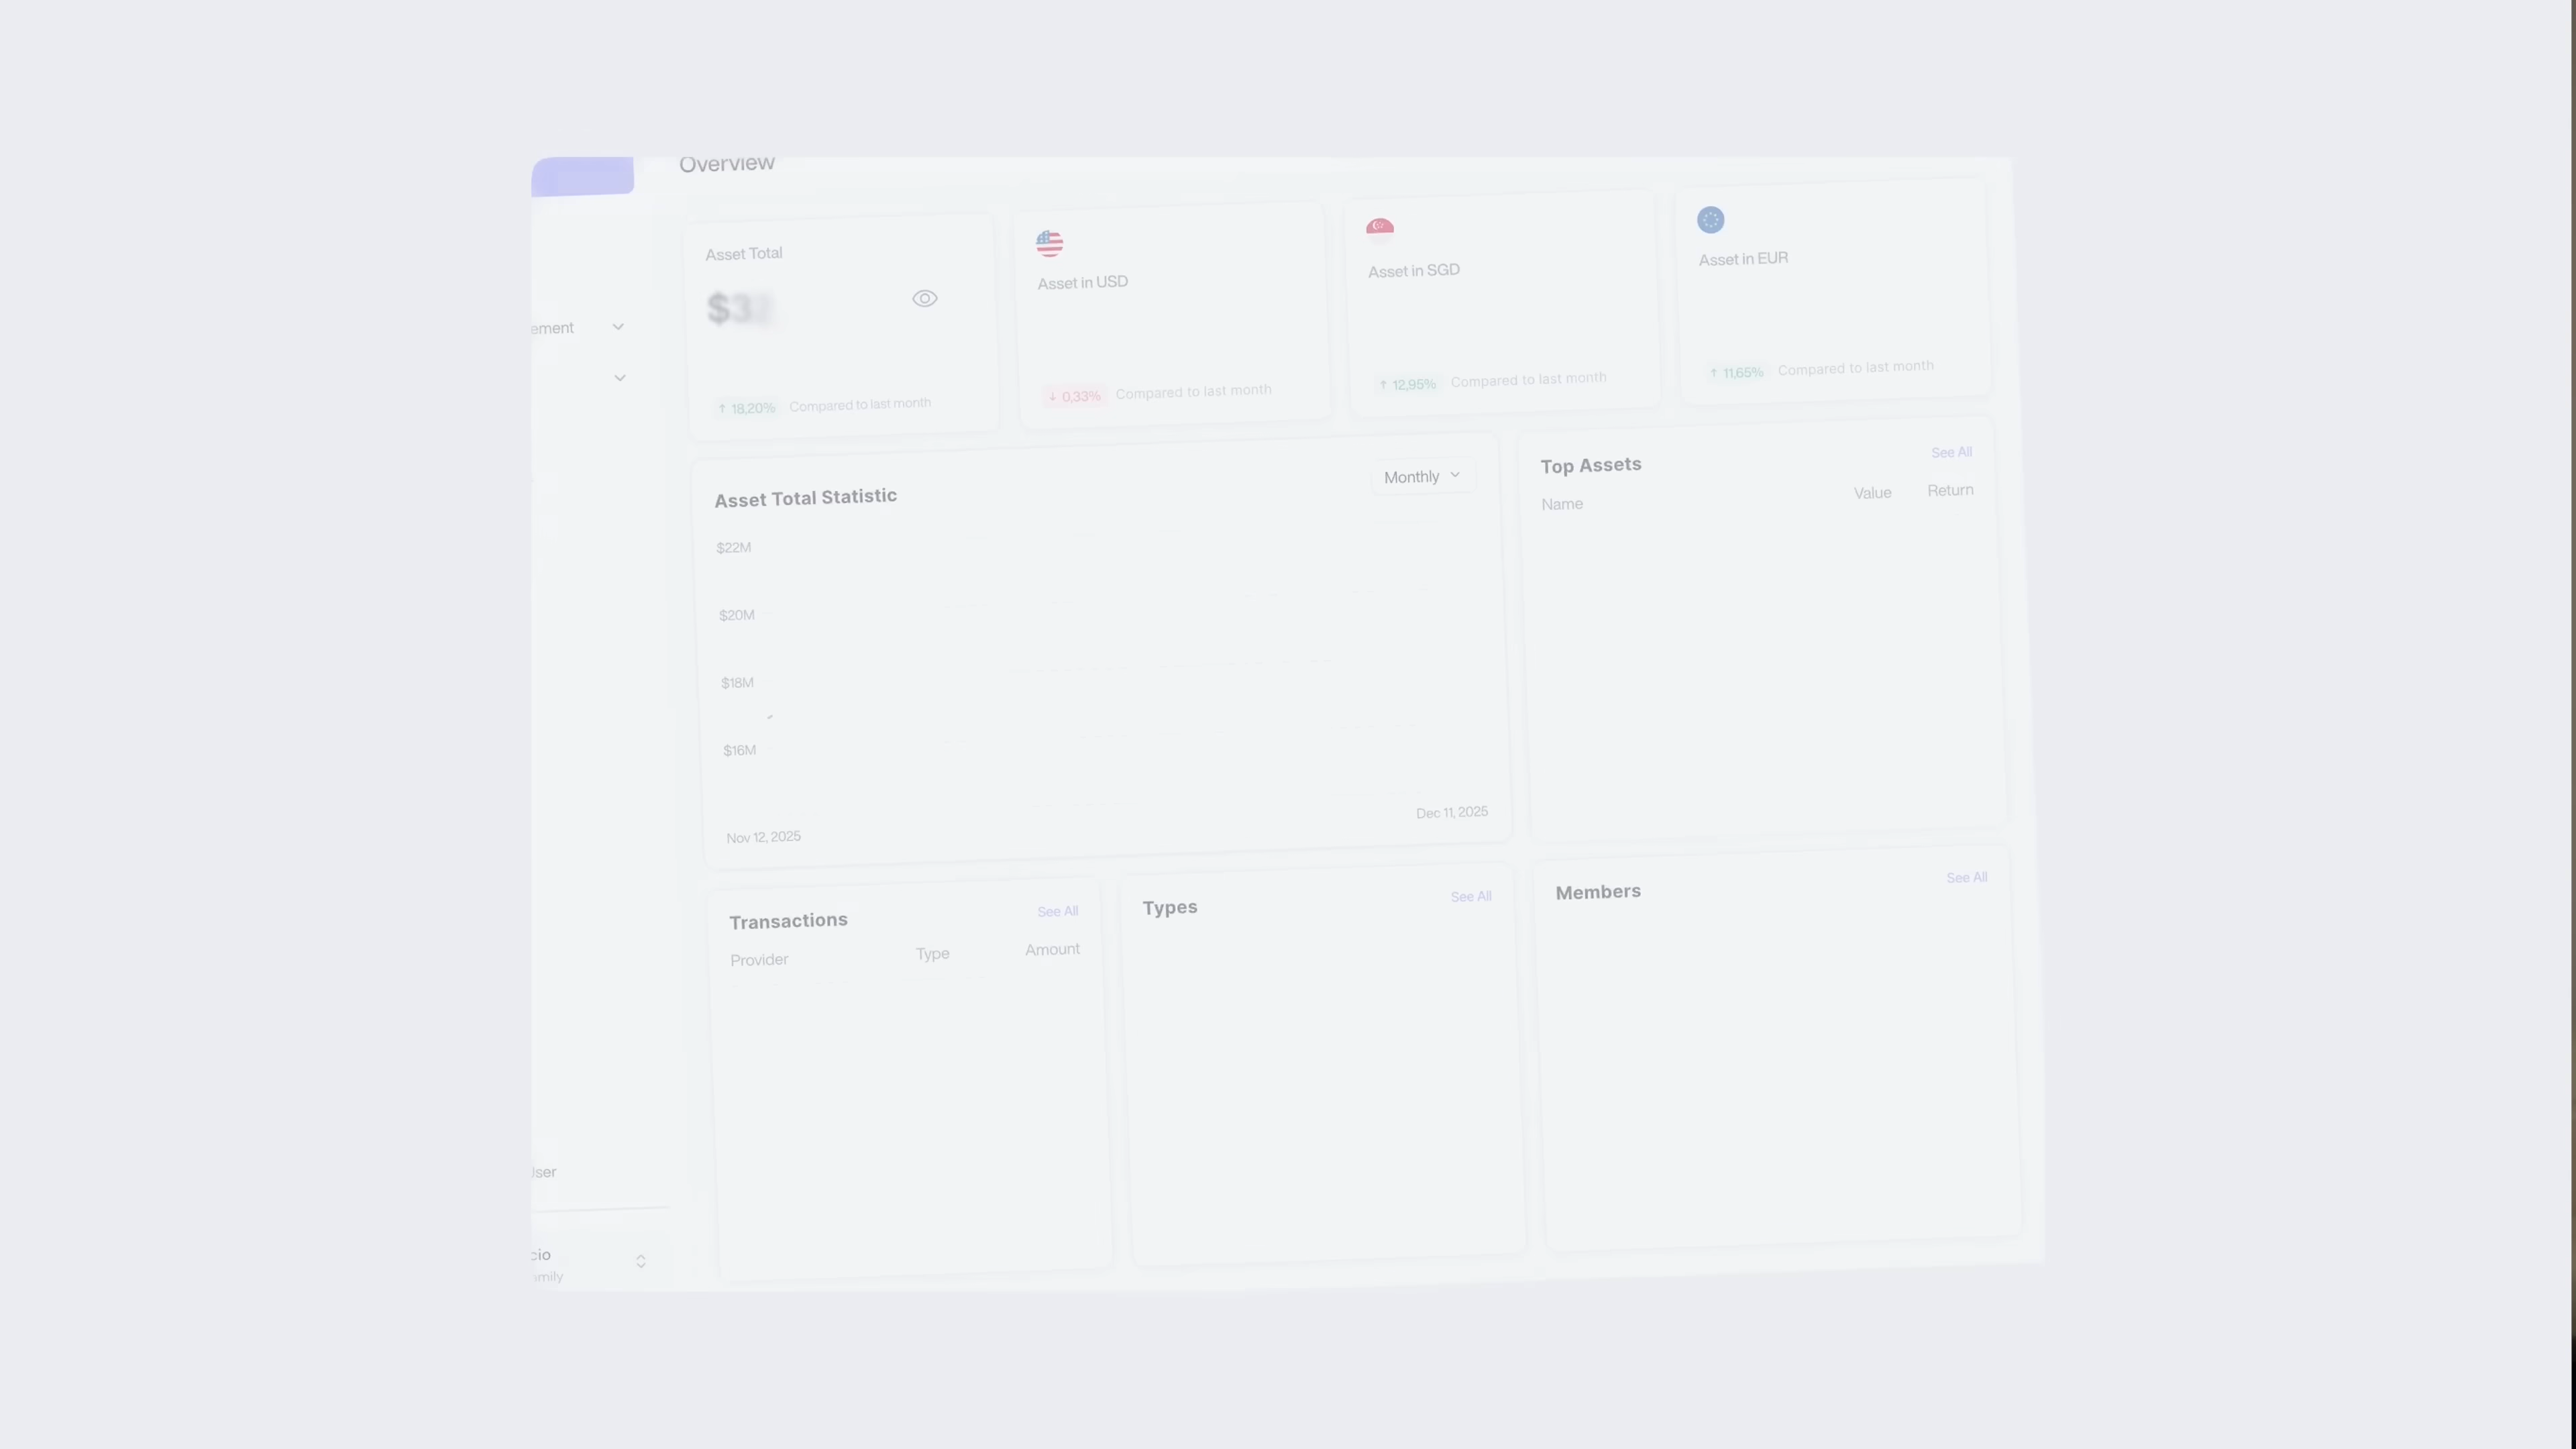 Overview
Asset Total
$32
↑ 18,20% Compared to last month
Asset in USD
↓ 0,33% Compared to last month
Asset in SGD
↑ 12,95% Compared to last month
Asset in EUR
↑ 11,65% Compared to last month
ement
Asset Total Statistic
Monthly
$22M
$20M
$18M
$16M
Nov 12, 2025
Dec 11, 2025
Top Assets
See All
Name Value Return
Transactions
See All
Provider Type Amount
Types
See All
Members
See All
ser
cio
mily